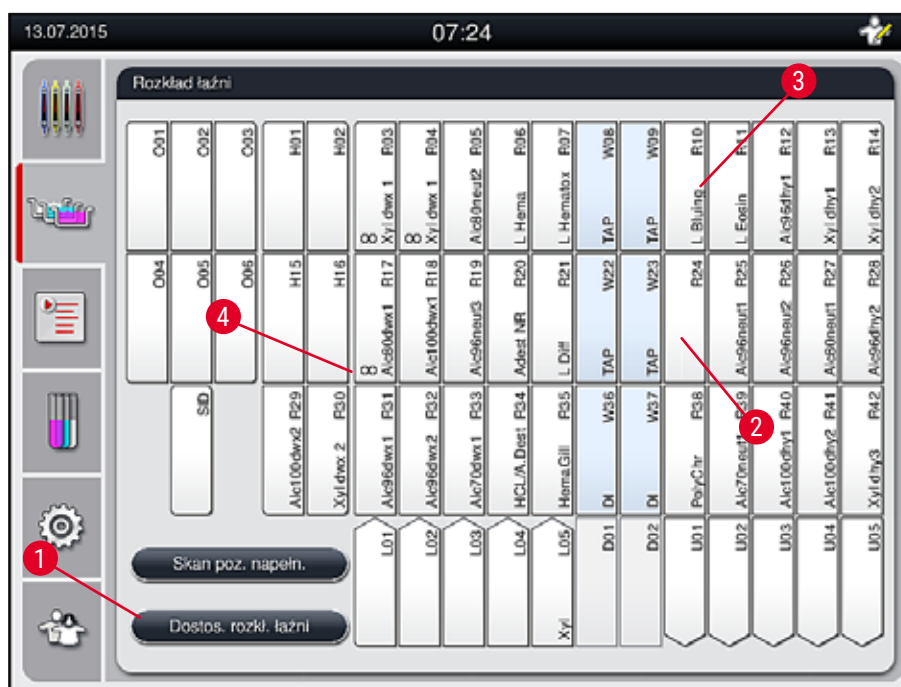 13.07.2015
07:24
Rozkład łaźni
3
O01
O02
O03
H01
H02
R03
Xyl dwx 1
R04
Xyl dwx 1
R05
Alc80neut2
R06
L Hema
R07
L Hematox
W08
TAP
W09
TAP
R10
L Bluing
R11
L Eosin
R12
Alc96dhy1
R13
Xyl dhy1
R14
Xyl dhy2
O04
O05
O06
H15
H16
R17
Alc80dwx1
R18
Alc100dwx1
R19
Alc96neut3
R20
Adest NR
R21
L Diff
W22
TAP
W23
TAP
R24
R25
Alc96neut1
R26
Alc96neut2
R27
Alc80neut1
R28
Alc96dhy2
4
2
SID
R29
Alc100dwx2
R30
Xyl dwx 2
R31
Alc96dwx1
R32
Alc96dwx2
R33
Alc70dwx1
R34
HCL/A.Dest
R35
HemaGill
W36
DI
W37
DI
R38
PolyChr
R39
Alc70neut1
R40
Alc100dhy1
R41
Alc100dhy2
R42
Xyl dhy3
1
Skan poz. napełn.
Dostos. rozkł. łaźni
L01
L02
L03
L04
L05
Xyl
D01
D02
U01
U02
U03
U04
U05